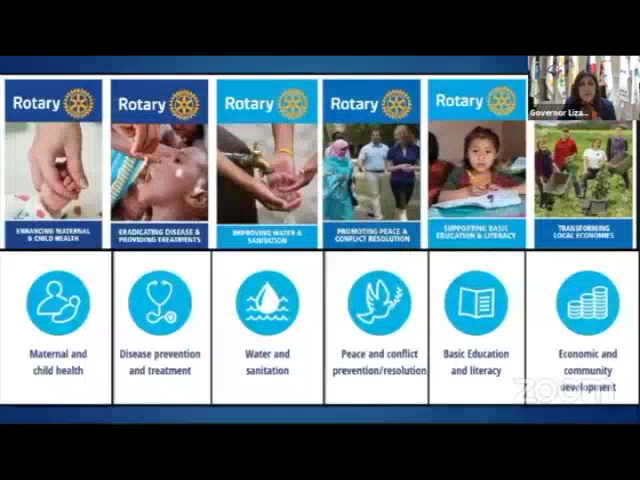 Rotary
Rotary
Rotary
Rotary
Rotary
Governor Liza...
ENHANCING MATERNAL
& CHILD HEALTH
ERADICATING DISEASE &
PROVIDING TREATMENTS
IMPROVING WATER &
SANITATION
PROMOTING PEACE &
CONFLICT RESOLUTION
SUPPORTING BASIC
EDUCATION & LITERACY
TRANSFORMING
LOCAL ECONOMIES
Maternal and
child health
Disease prevention
and treatment
Water and
sanitation
Peace and conflict
prevention/resolution
Basic Education
and literacy
Economic and
community
development
zoom